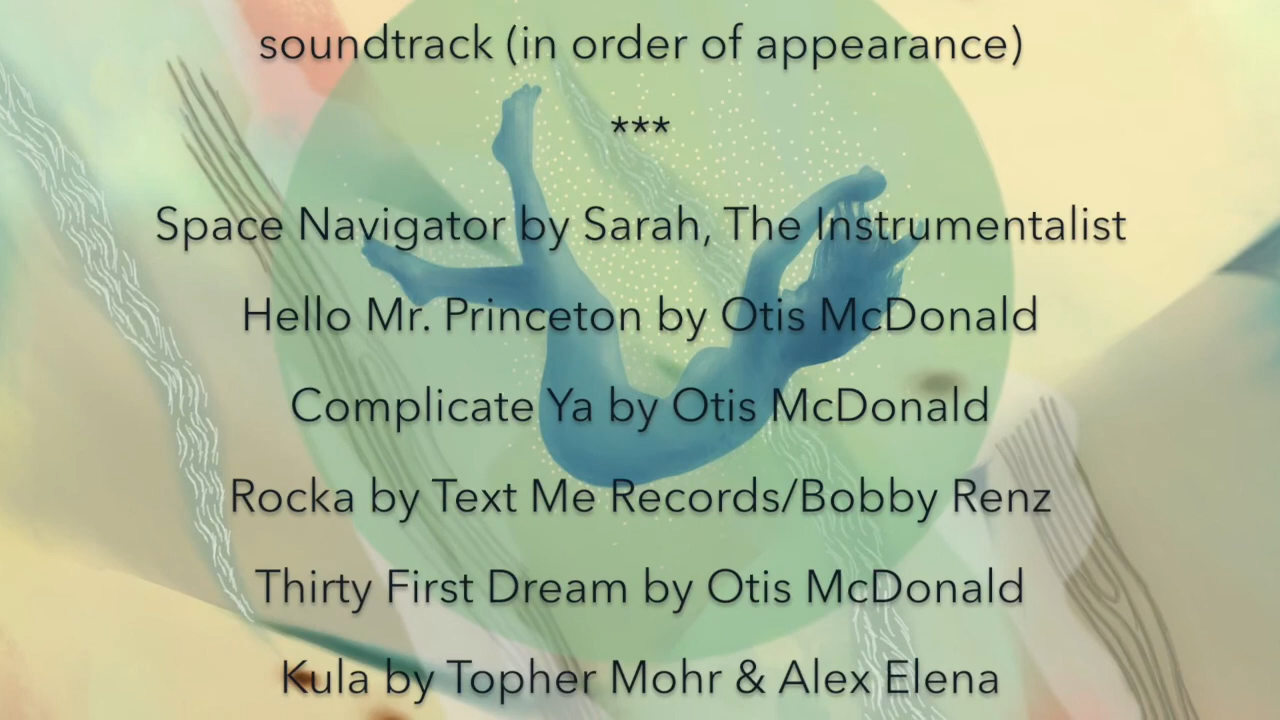 soundtrack (in order of appearance)
***
Space Navigator by Sarah, The Instrumentalist
Hello Mr. Princeton by Otis McDonald
Complicate Ya by Otis McDonald
Rocka by Text Me Records/Bobby Renz
Thirty First Dream by Otis McDonald
Kula by Topher Mohr & Alex Elena